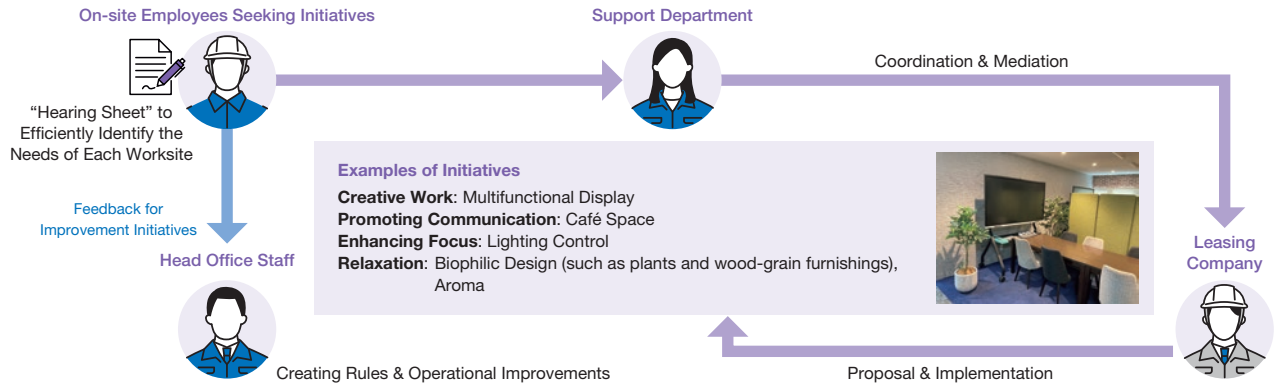 On-site Employees Seeking Initiatives
Support Department
Coordination & Mediation
“Hearing Sheet” to
Efficiently Identify the
Needs of Each Worksite
Feedback for
Improvement Initiatives
Head Office Staff
Examples of Initiatives
Creative Work: Multifunctional Display
Promoting Communication: Café Space
Enhancing Focus: Lighting Control
Relaxation: Biophilic Design (such as plants and wood-grain furnishings),
Aroma
Leasing
Company
Creating Rules & Operational Improvements
Proposal & Implementation